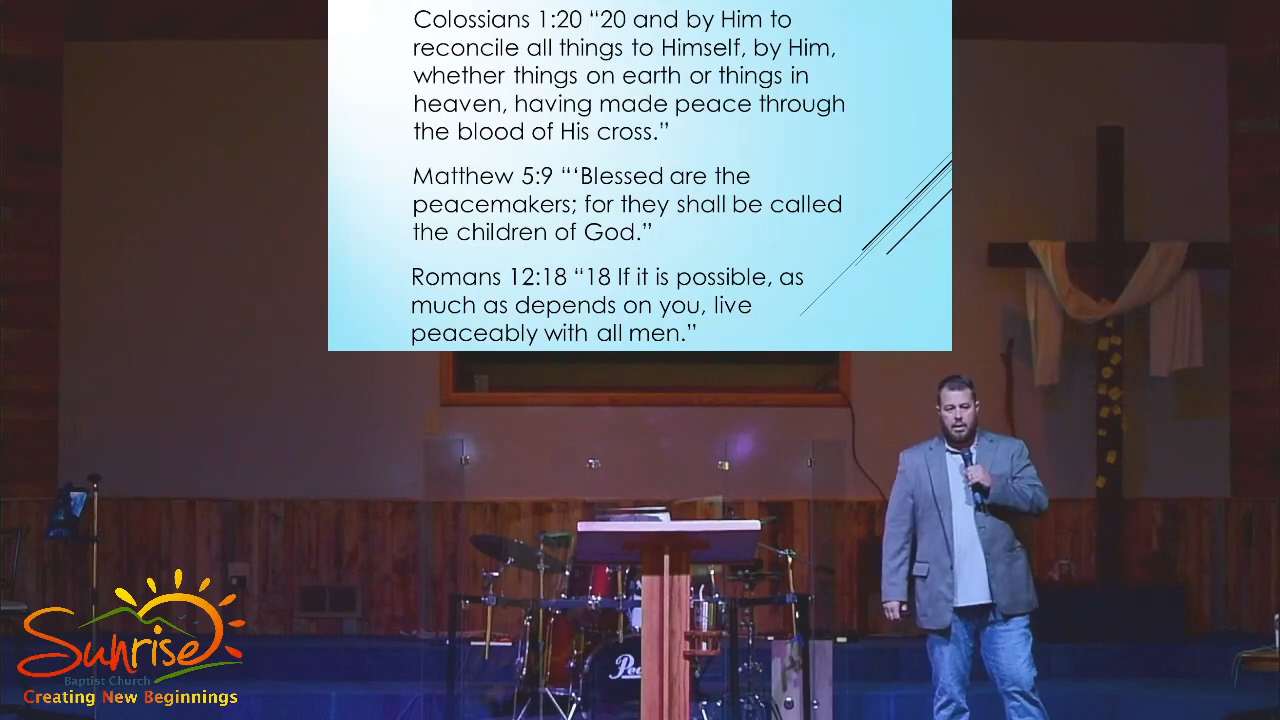 Colossians 1:20 “20 and by Him to
reconcile all things to Himself, by Him,
whether things on earth or things in
heaven, having made peace through
the blood of His cross.”
Matthew 5:9 “‘Blessed are the
peacemakers; for they shall be called
the children of God.”
Romans 12:18 “18 If it is possible, as
much as depends on you, live
peaceably with all men.”
Sunrise
Baptist Church
Creating New Beginnings